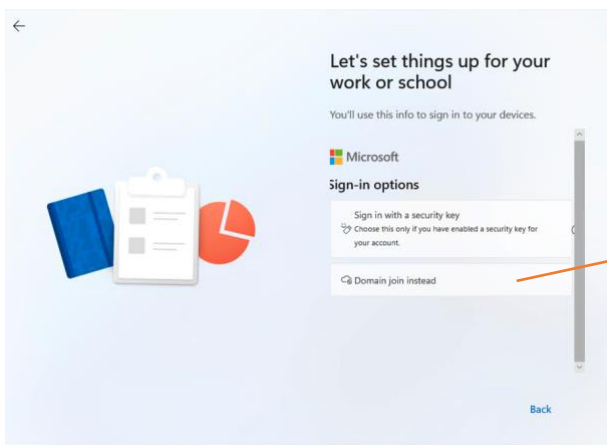 Let's set things up for your
work or school
You'll use this info to sign in to your devices.
Microsoft
Sign-in options
Sign in with a security key
Choose this only if you have enabled a security key for
your account.
Domain join instead
Back